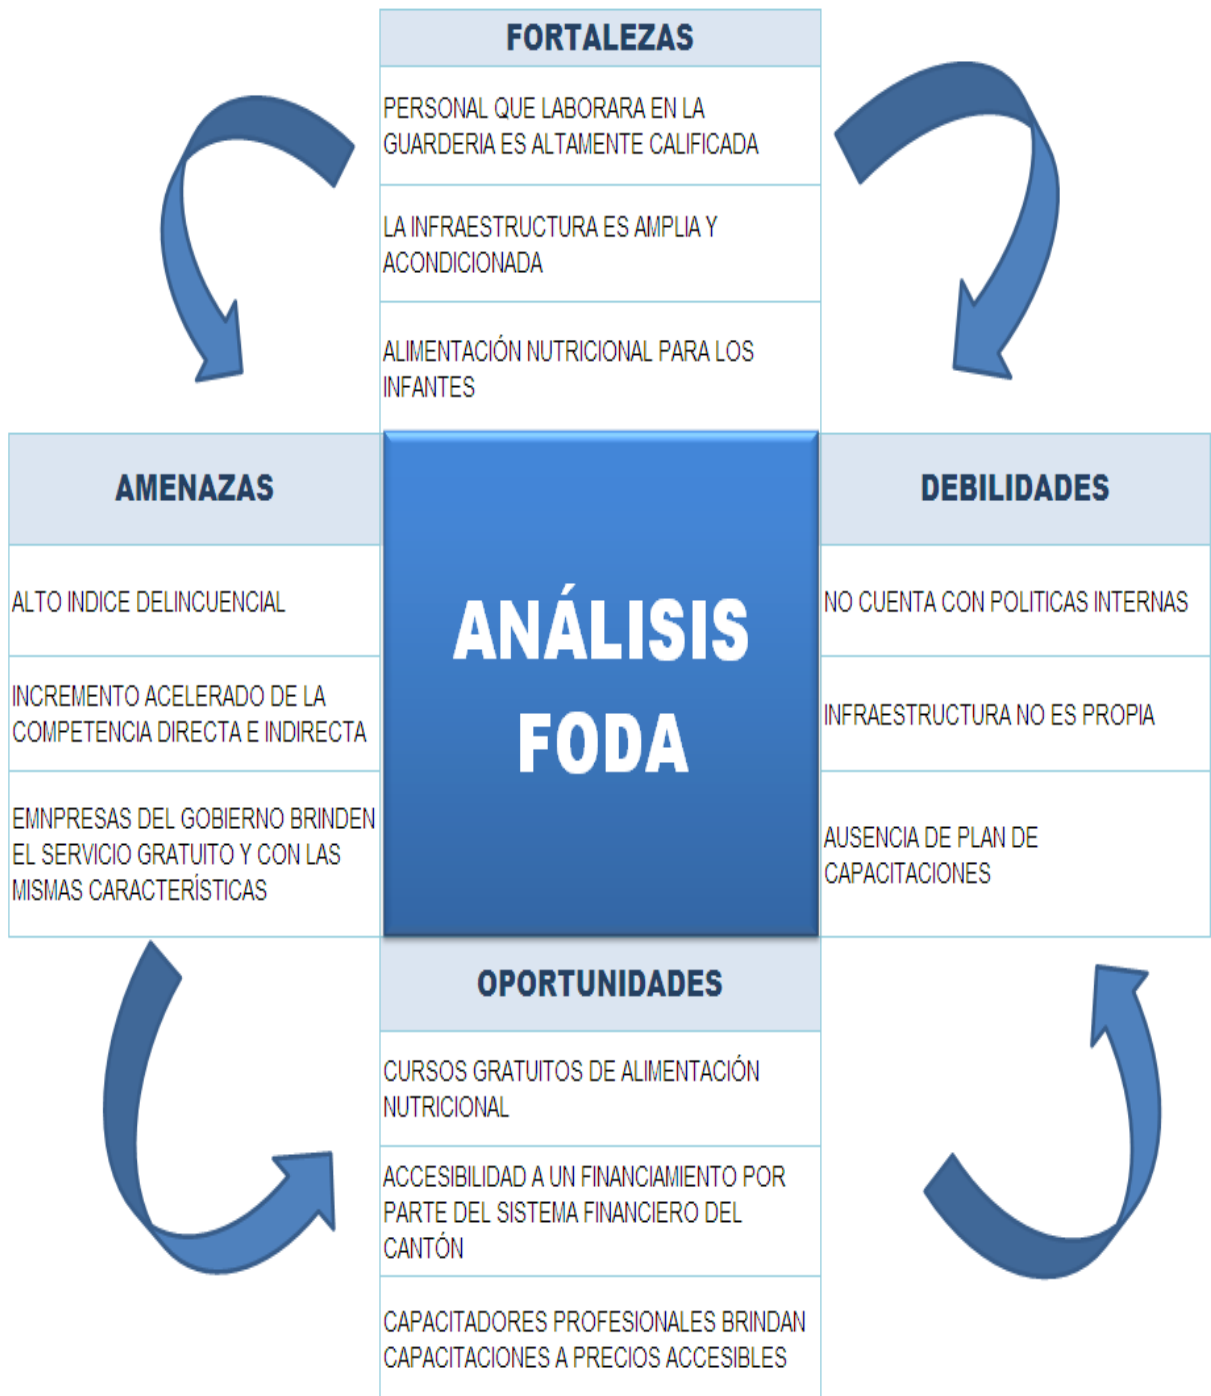 FORTALEZAS
PERSONAL QUE LABORARA EN LA
GUARDERIA ES ALTAMENTE CALIFICADA
LA INFRAESTRUCTURA ES AMPLIA Y
ACONDICIONADA
ALIMENTACIÓN NUTRICIONAL PARA LOS
INFANTES
AMENAZAS
ALTO INDICE DELINCUENCIAL
INCREMENTO ACELERADO DE LA
COMPETENCIA DIRECTA E INDIRECTA
EMNPRESAS DEL GOBIERNO BRINDEN
EL SERVICIO GRATUITO Y CON LAS
MISMAS CARACTERÍSTICAS
ANÁLISIS
FODA
DEBILIDADES
NO CUENTA CON POLITICAS INTERNAS
INFRAESTRUCTURA NO ES PROPIA
AUSENCIA DE PLAN DE
CAPACITACIONES
OPORTUNIDADES
CURSOS GRATUITOS DE ALIMENTACIÓN
NUTRICIONAL
ACCESIBILIDAD A UN FINANCIAMIENTO POR
PARTE DEL SISTEMA FINANCIERO DEL
CANTÓN
CAPACITADORES PROFESIONALES BRINDAN
CAPACITACIONES A PRECIOS ACCESIBLES